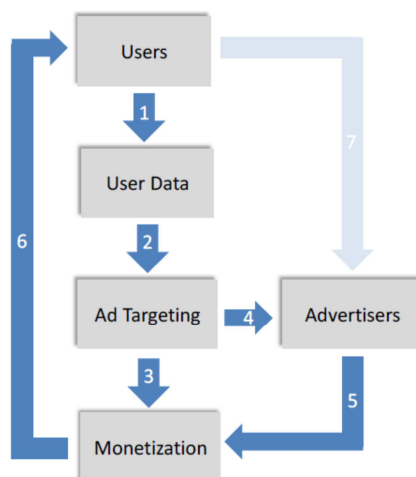 Users
1
7
User Data
6
2
Ad Targeting
4
Advertisers
3
5
Monetization